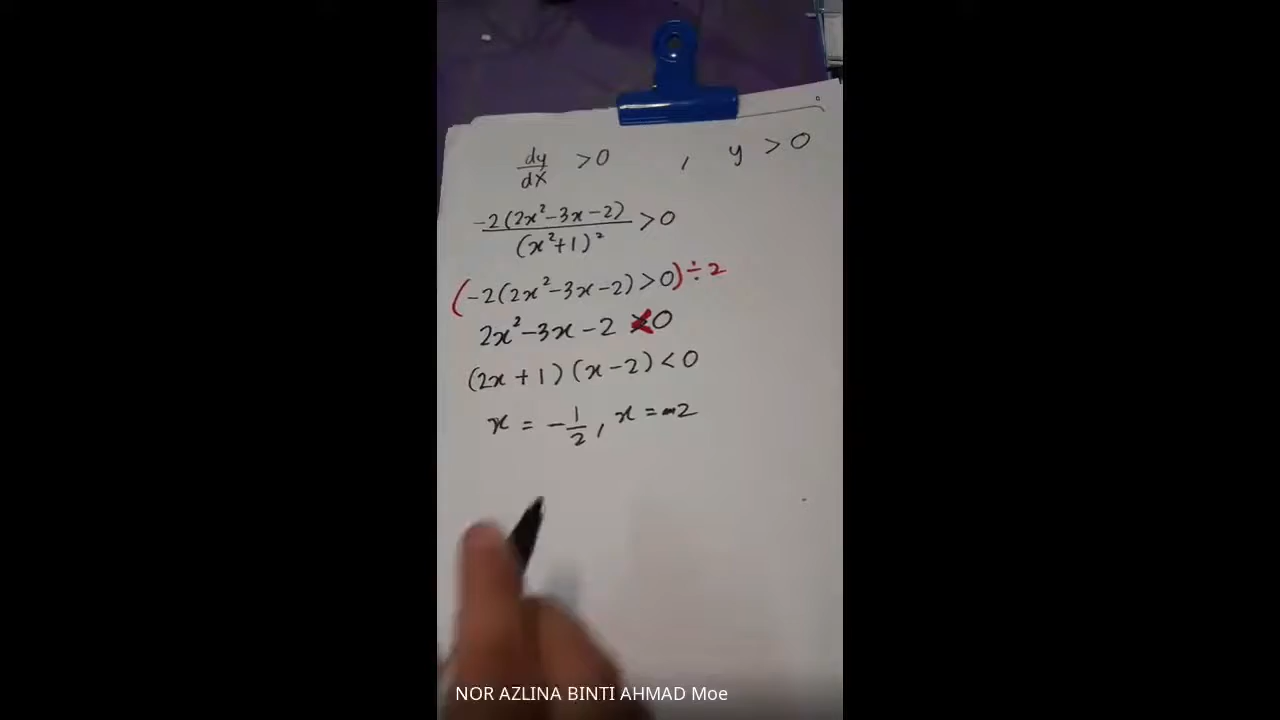 dy/dx > 0 , y > 0
-2(2x²-3x-2)/(x²+1)² > 0
(-2(2x²-3x-2) > 0) ÷ 2
2x²-3x-2 < 0
(2x+1)(x-2) < 0
x = -1/2, x = 2
NOR AZLINA BINTI AHMAD Moe